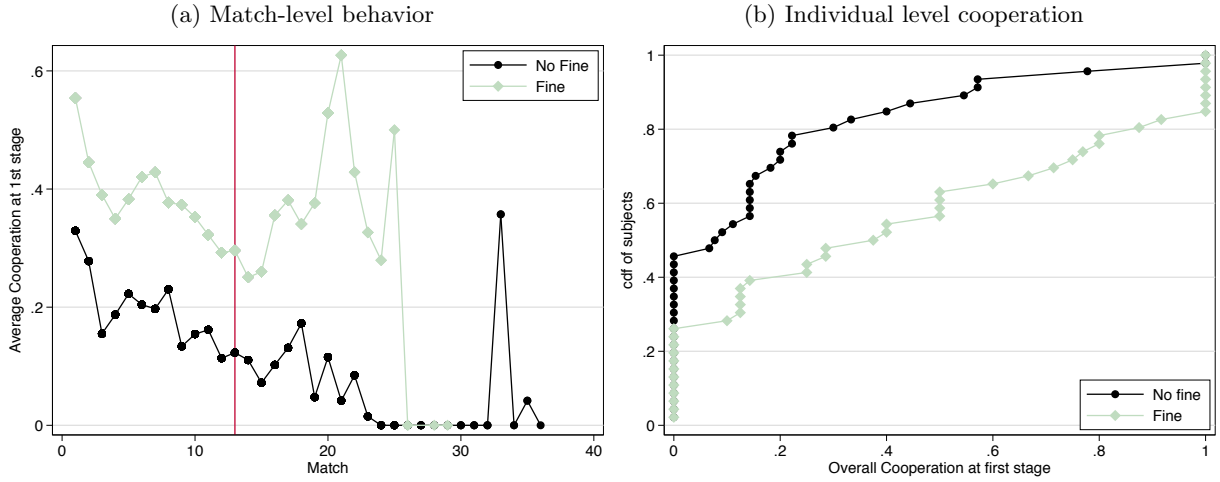 (a) Match-level behavior
.6
.4
.2
0
Average Cooperation at 1st stage
0 10 20 30 40
Match
No Fine
Fine
(b) Individual level cooperation
1
.8
.6
.4
.2
0
cdf of subjects
0 .2 .4 .6 .8 1
Overall Cooperation at first stage
No fine
Fine